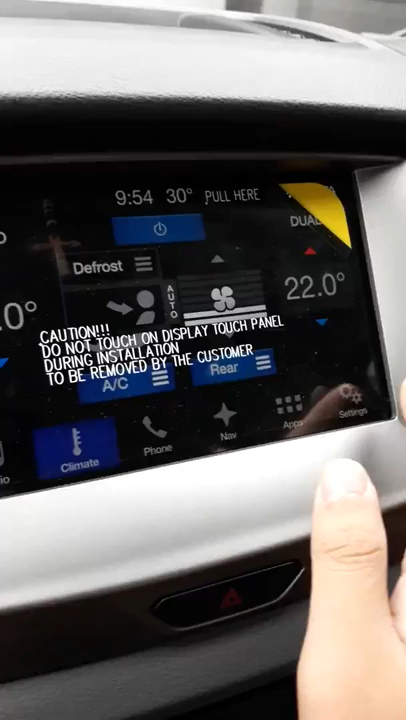 9:54 30° PULL HERE
DUAL
Defrost
AUTO
.0°
22.0°
CAUTION!!!
DO NOT TOUCH ON DISPLAY TOUCH PANEL
DURING INSTALLATION
TO BE REMOVED BY THE CUSTOMER
A/C
Rear
Climate
Phone
Nav
Apps
Settings